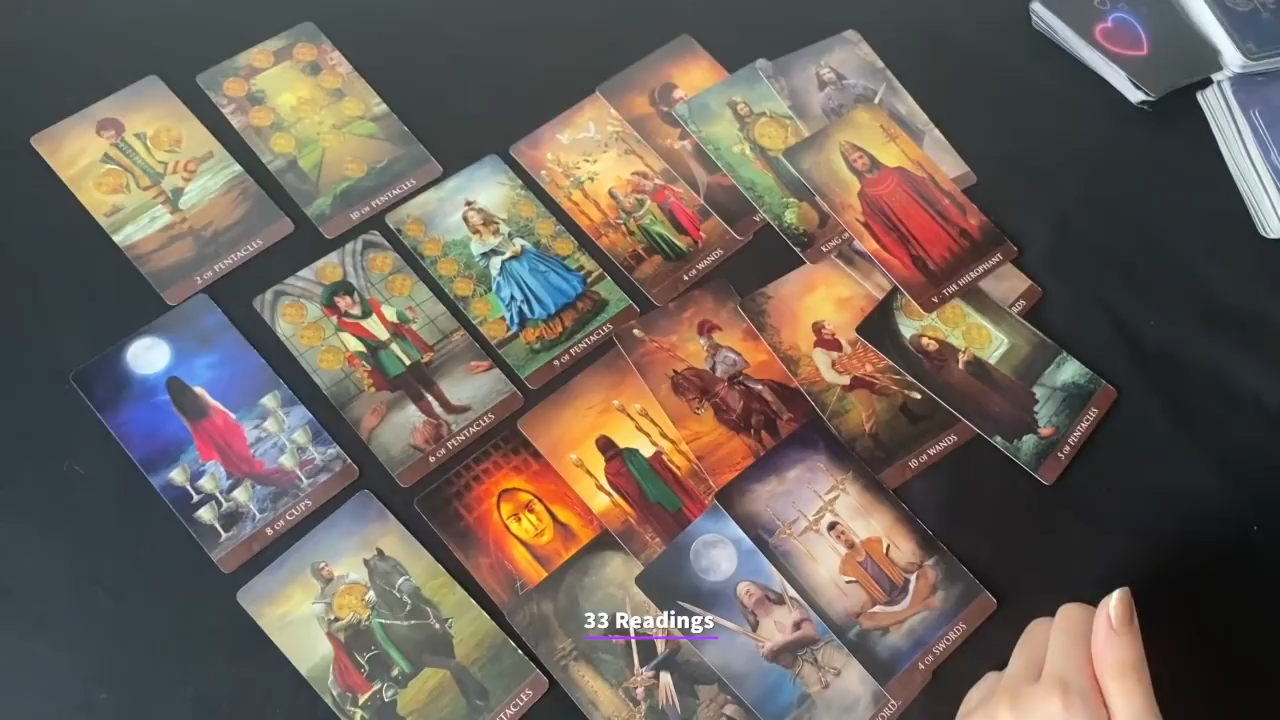 2 OF PENTACLES
10 OF PENTACLES
4 OF WANDS
KING
V - THE HIEROPHANT
9 OF PENTACLES
6 OF PENTACLES
10 OF WANDS
5 OF PENTACLES
8 OF CUPS
4 OF SWORDS
33 Readings